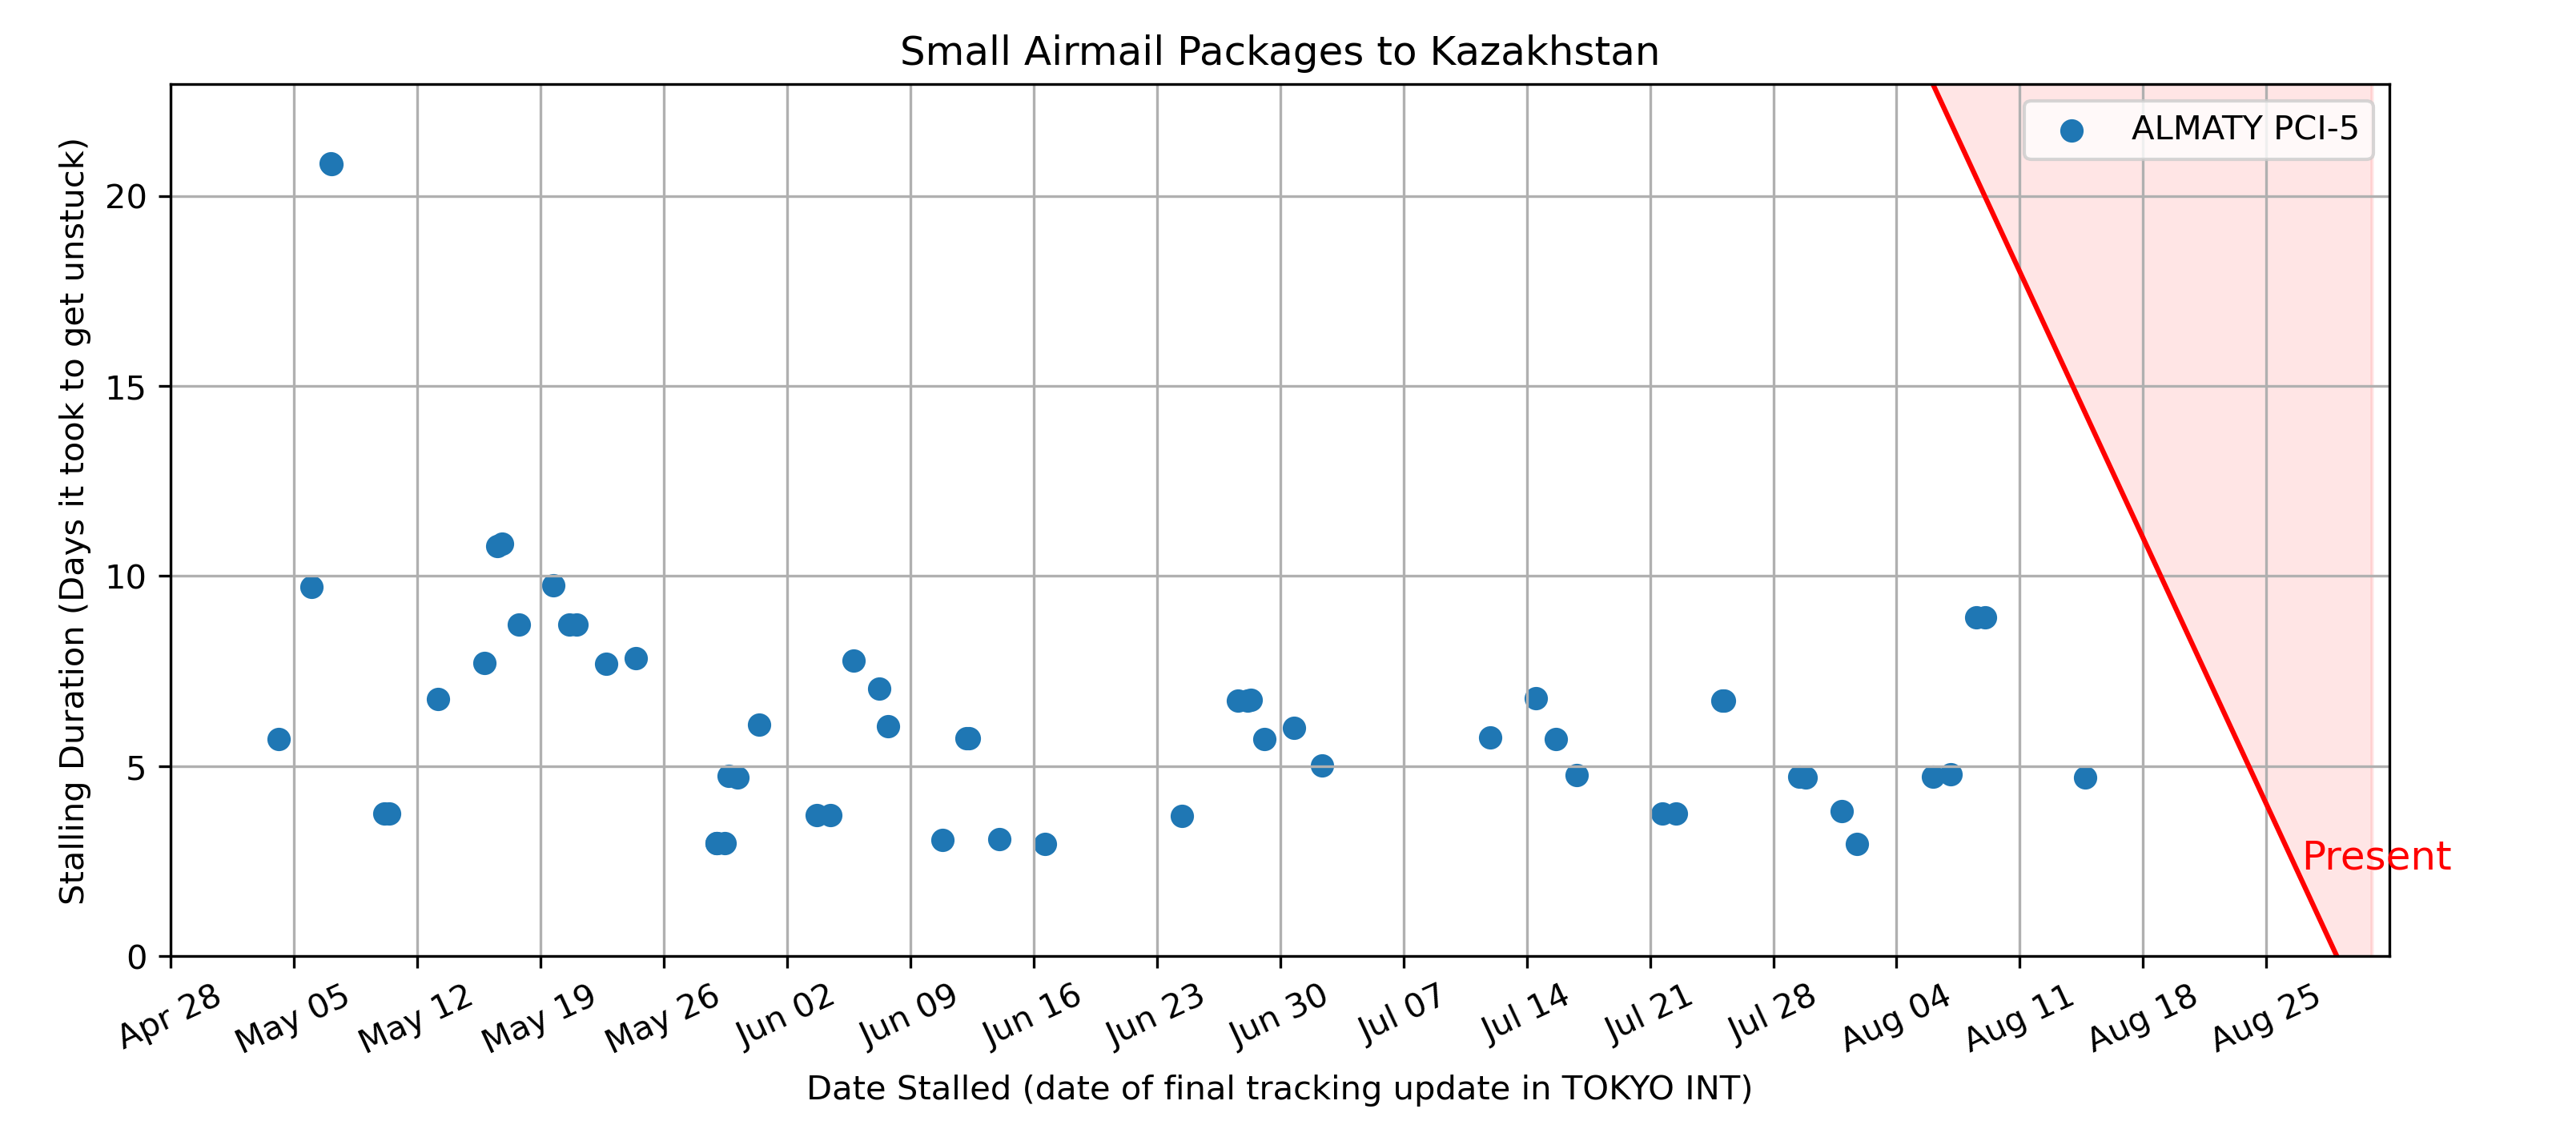 Small Airmail Packages to Kazakhstan
Stalling Duration (Days it took to get unstuck)
20
15
10
5
0
ALMATY PCI-5
Present
Apr 28
May 05
May 12
May 19
May 26
Jun 02
Jun 09
Jun 16
Jun 23
Jun 30
Jul 07
Jul 14
Jul 21
Jul 28
Aug 04
Aug 11
Aug 18
Aug 25
Date Stalled (date of final tracking update in TOKYO INT)